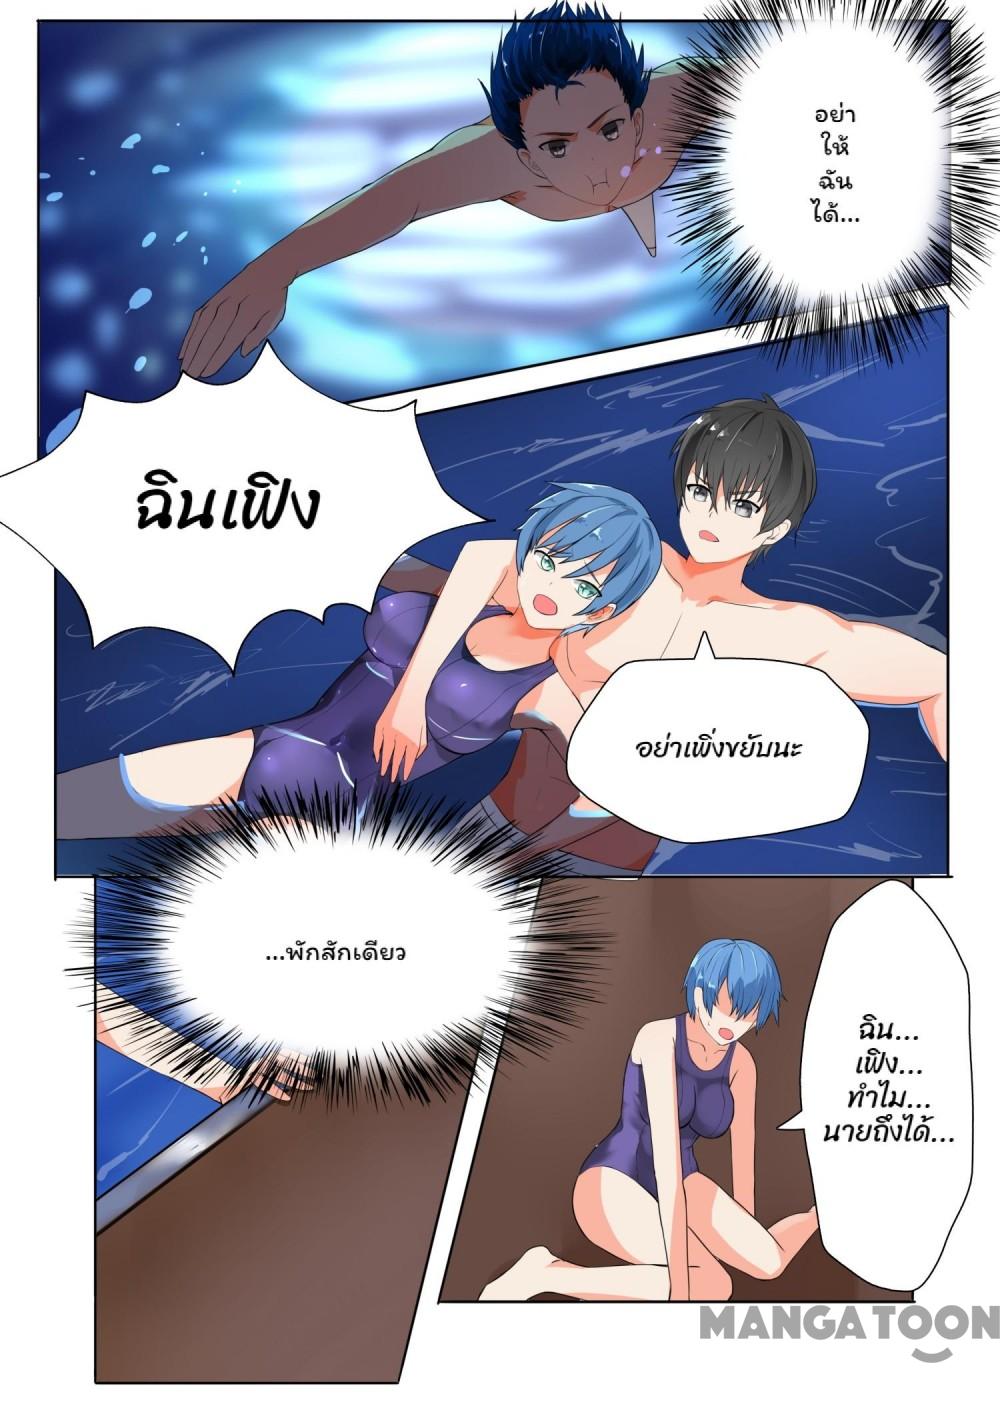 อย่า
ให้
ฉัน
ได้...
ฉินเฟิง
อย่าเพิ่งขยับนะ
...พักสักเดียว
ฉิน...
เฟิง...
ทำไม...
นายถึงได้...
MANGATOON